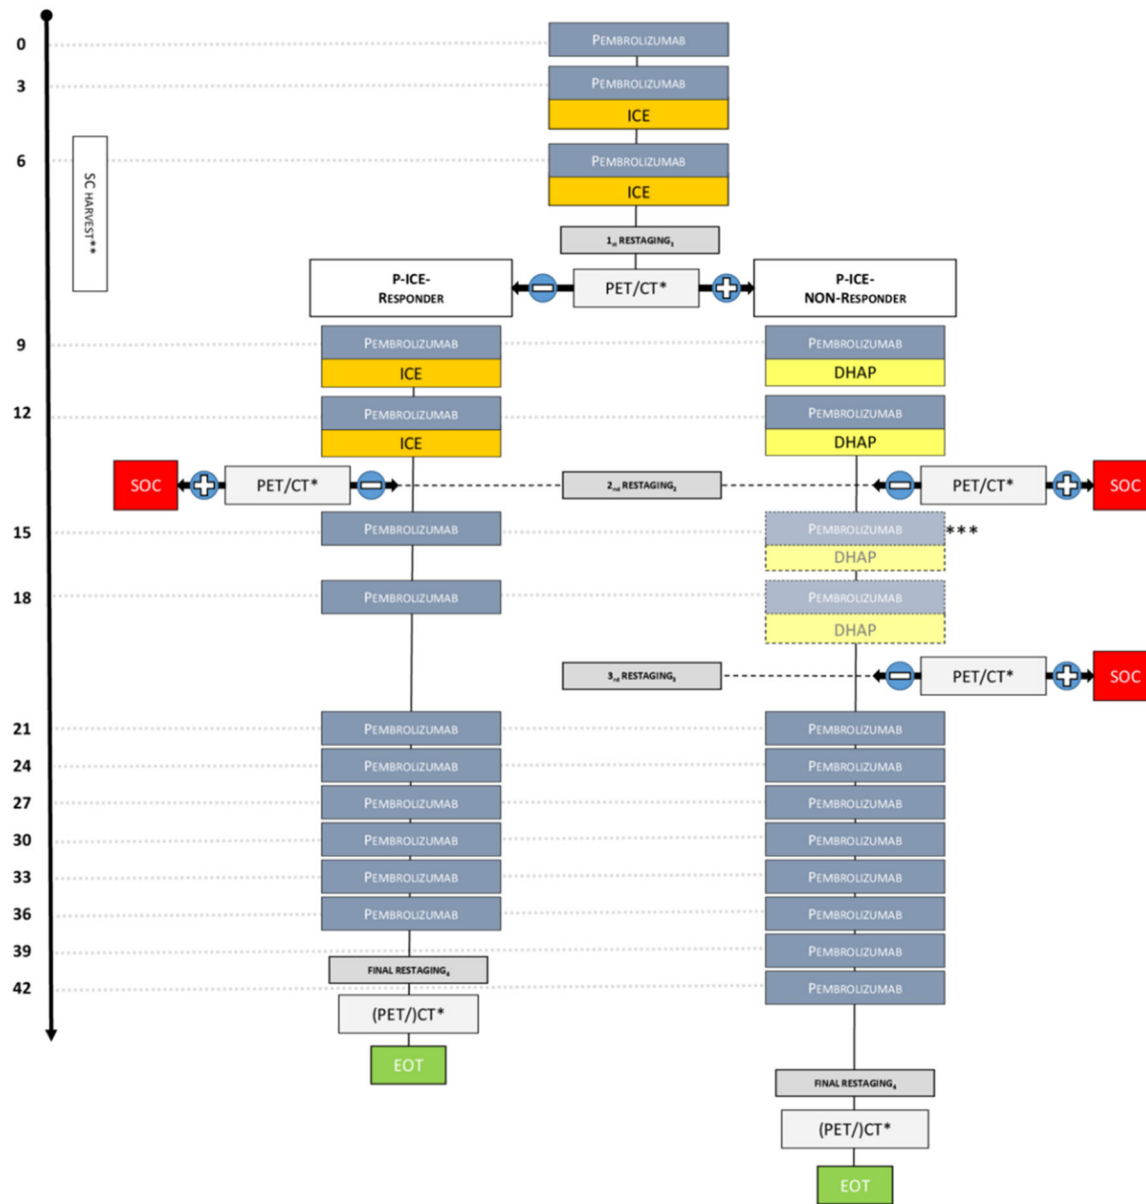 0
PEMBROLIZUMAB
3
PEMBROLIZUMAB
ICE
6
PEMBROLIZUMAB
ICE
SC HARVEST**
1st RESTAGING1
P-ICE-
RESPONDER
PET/CT*
P-ICE-
NON-RESPONDER
9
PEMBROLIZUMAB
PEMBROLIZUMAB
ICE
DHAP
12
PEMBROLIZUMAB
PEMBROLIZUMAB
ICE
DHAP
SOC
PET/CT*
2nd RESTAGING2
PET/CT*
SOC
15
PEMBROLIZUMAB
PEMBROLIZUMAB
***
DHAP
18
PEMBROLIZUMAB
PEMBROLIZUMAB
DHAP
3rd RESTAGING3
PET/CT*
SOC
21
PEMBROLIZUMAB
PEMBROLIZUMAB
24
PEMBROLIZUMAB
PEMBROLIZUMAB
27
PEMBROLIZUMAB
PEMBROLIZUMAB
30
PEMBROLIZUMAB
PEMBROLIZUMAB
33
PEMBROLIZUMAB
PEMBROLIZUMAB
36
PEMBROLIZUMAB
PEMBROLIZUMAB
39
PEMBROLIZUMAB
FINAL RESTAGING4
42
PEMBROLIZUMAB
(PET/)CT*
EOT
FINAL RESTAGING4
(PET/)CT*
EOT